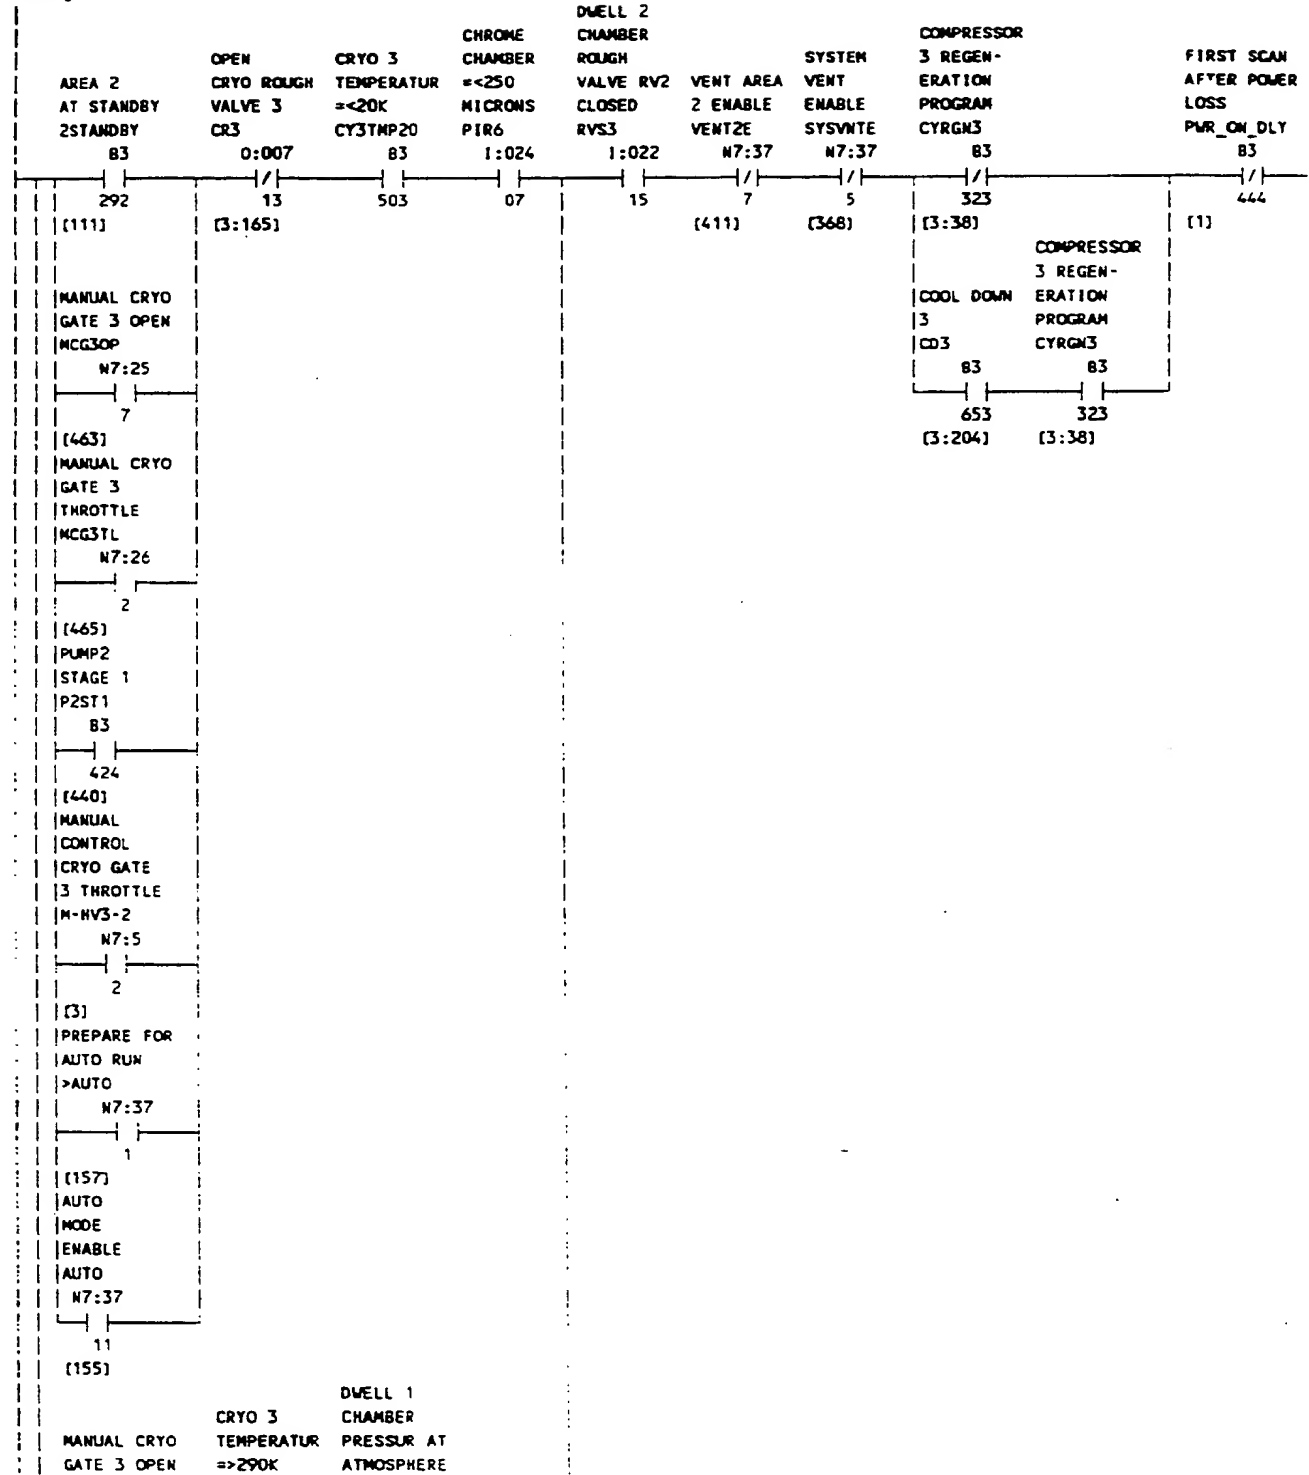 DWELL 2
CHROME CHAMBER COMPRESSOR
OPEN CRYO 3 CHAMBER ROUGH SYSTEM 3 REGEN- FIRST SCAN
AREA 2 CRYO ROUGH TEMPERATUR =<250 VALVE RV2 VENT AREA VENT ERATION AFTER POWER
AT STANDBY VALVE 3 =<20K MICRONS CLOSED 2 ENABLE ENABLE PROGRAM LOSS
2STANDBY CR3 CY3TMP20 PIR6 RVS3 VENT2E SYSVNTE CYRGN3 PWR_ON_DLY
B3 O:007 B3 I:024 I:022 N7:37 N7:37 B3 B3
292 13 503 07 15 7 5 323 444
[111] [3:165] [411] [368] [3:38] [1]
COMPRESSOR
3 REGEN-
MANUAL CRYO COOL DOWN ERATION
GATE 3 OPEN 3 PROGRAM
MCG3OP CD3 CYRGN3
N7:25 B3 B3
7 653 323
[463] [3:204] [3:38]
MANUAL CRYO
GATE 3
THROTTLE
MCG3TL
N7:26
2
[465]
PUMP2
STAGE 1
P2ST1
B3
424
[440]
MANUAL
CONTROL
CRYO GATE
3 THROTTLE
M-HV3-2
N7:5
2
[3]
PREPARE FOR
AUTO RUN
>AUTO
N7:37
1
[157]
AUTO
MODE
ENABLE
AUTO
N7:37
11
[155]
DWELL 1
CRYO 3 CHAMBER
MANUAL CRYO TEMPERATUR PRESSUR AT
GATE 3 OPEN =>290K ATMOSPHERE